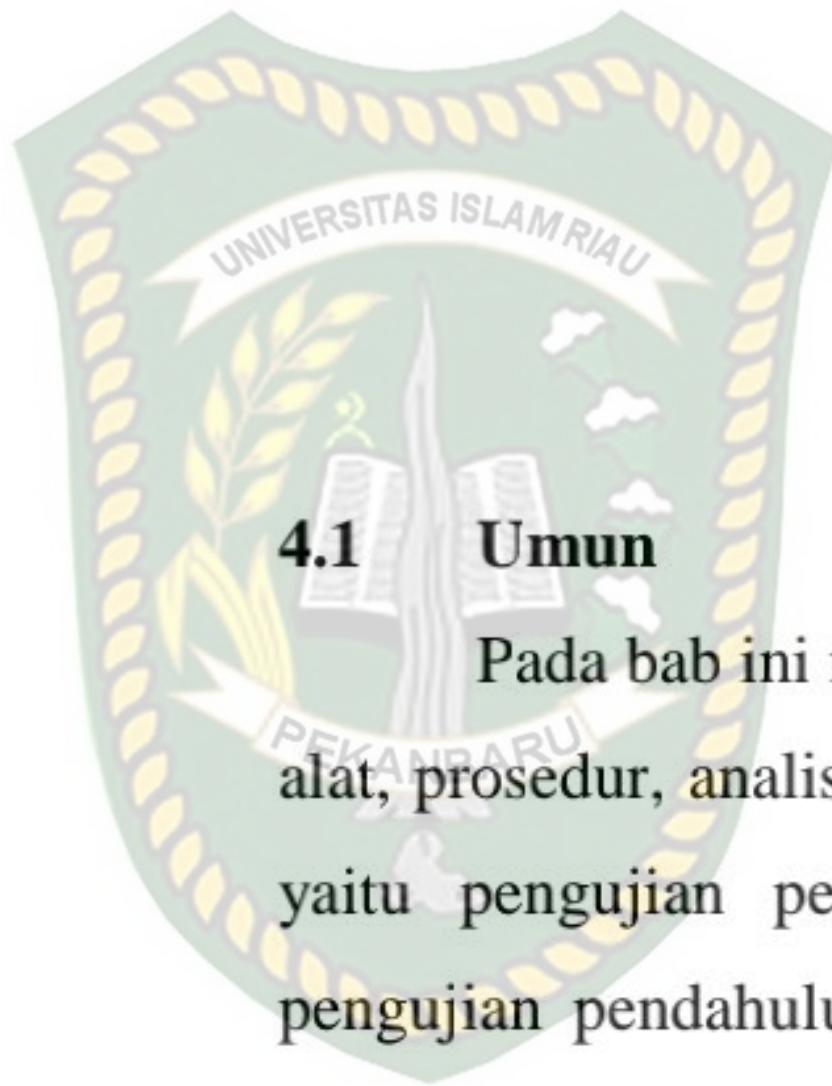 UNIVERSITAS ISLAM RIAU
4.1 Umun
Pada bab ini
PEKANBARU
alat, prosedur, analis
yaitu pengujian pe
pengujian pendahulu